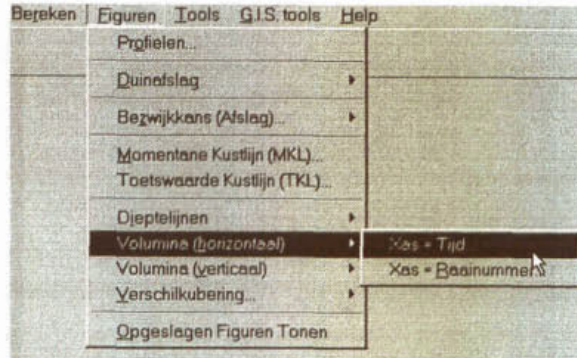 Bereken Figuren Tools G.I.S. tools Help
Profielen...
Duinafslag
Bezwijkkans (Afslag)...
Momentane Kustlijn (MKL)...
Toetswaarde Kustlijn (TKL)...
Dieptelijnen
Volumina (horizontaal)
Xas = Tijd
Volumina (verticaal)
Xas = Raainummers
Verschilkubering...
Opgeslagen Figuren Tonen